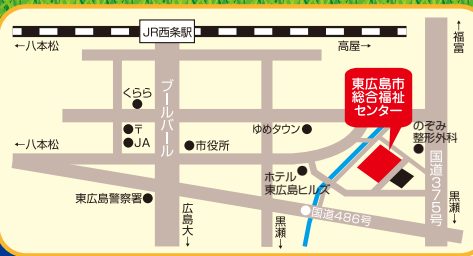 JR西条駅
←八本松
高屋→
↑福富
東広島市
総合福祉
センター
くらら
ブールバール
〒
JA
市役所
ゆめタウン
のぞみ
整形外科
←八本松
ホテル
東広島ヒルズ
国道375号
東広島警察署
広島大→
黒瀬→
国道486号
黒瀬→